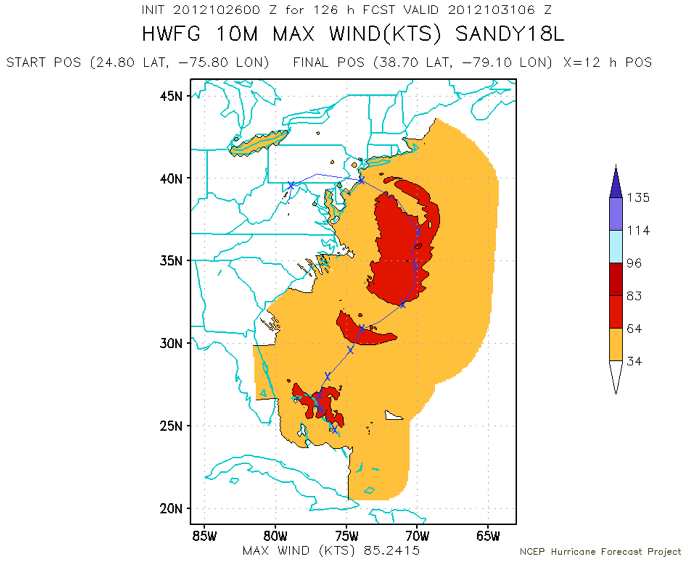 INIT 2012102600 Z for 126 h FCST VALID 2012103106 Z
HWFG 10M MAX WIND(KTS) SANDY18L
START POS (24.80 LAT, −75.80 LON) FINAL POS (38.70 LAT, −79.10 LON) X=12 h POS
45N
40N
35N
30N
25N
20N
85W 80W 75W 70W 65W
135
114
96
83
64
34
MAX WIND (KTS) 85.2415
NCEP Hurricane Forecast Project